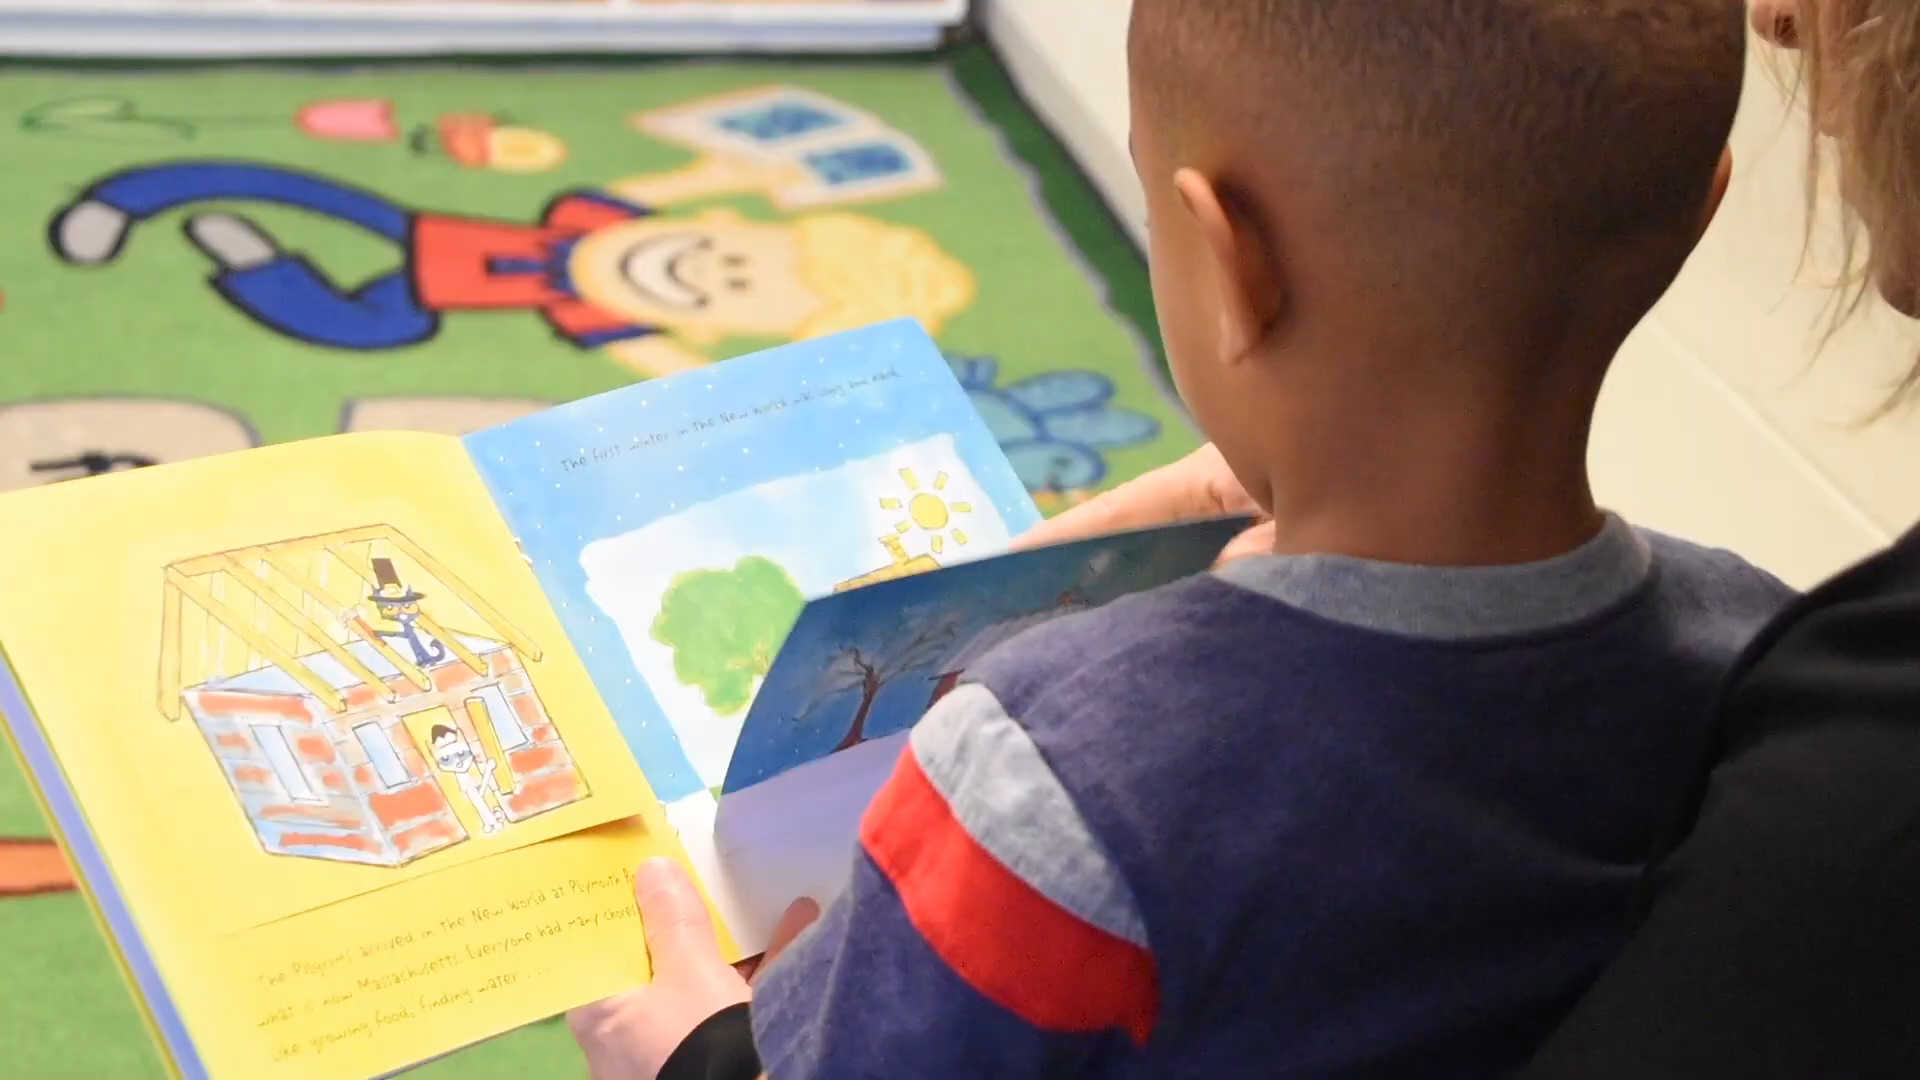 The Pilgrims arrived in the New World at Plymouth
what is now Massachusetts. Everyone had many chores
like growing food, finding water . . .
The first winter in the New World was long and